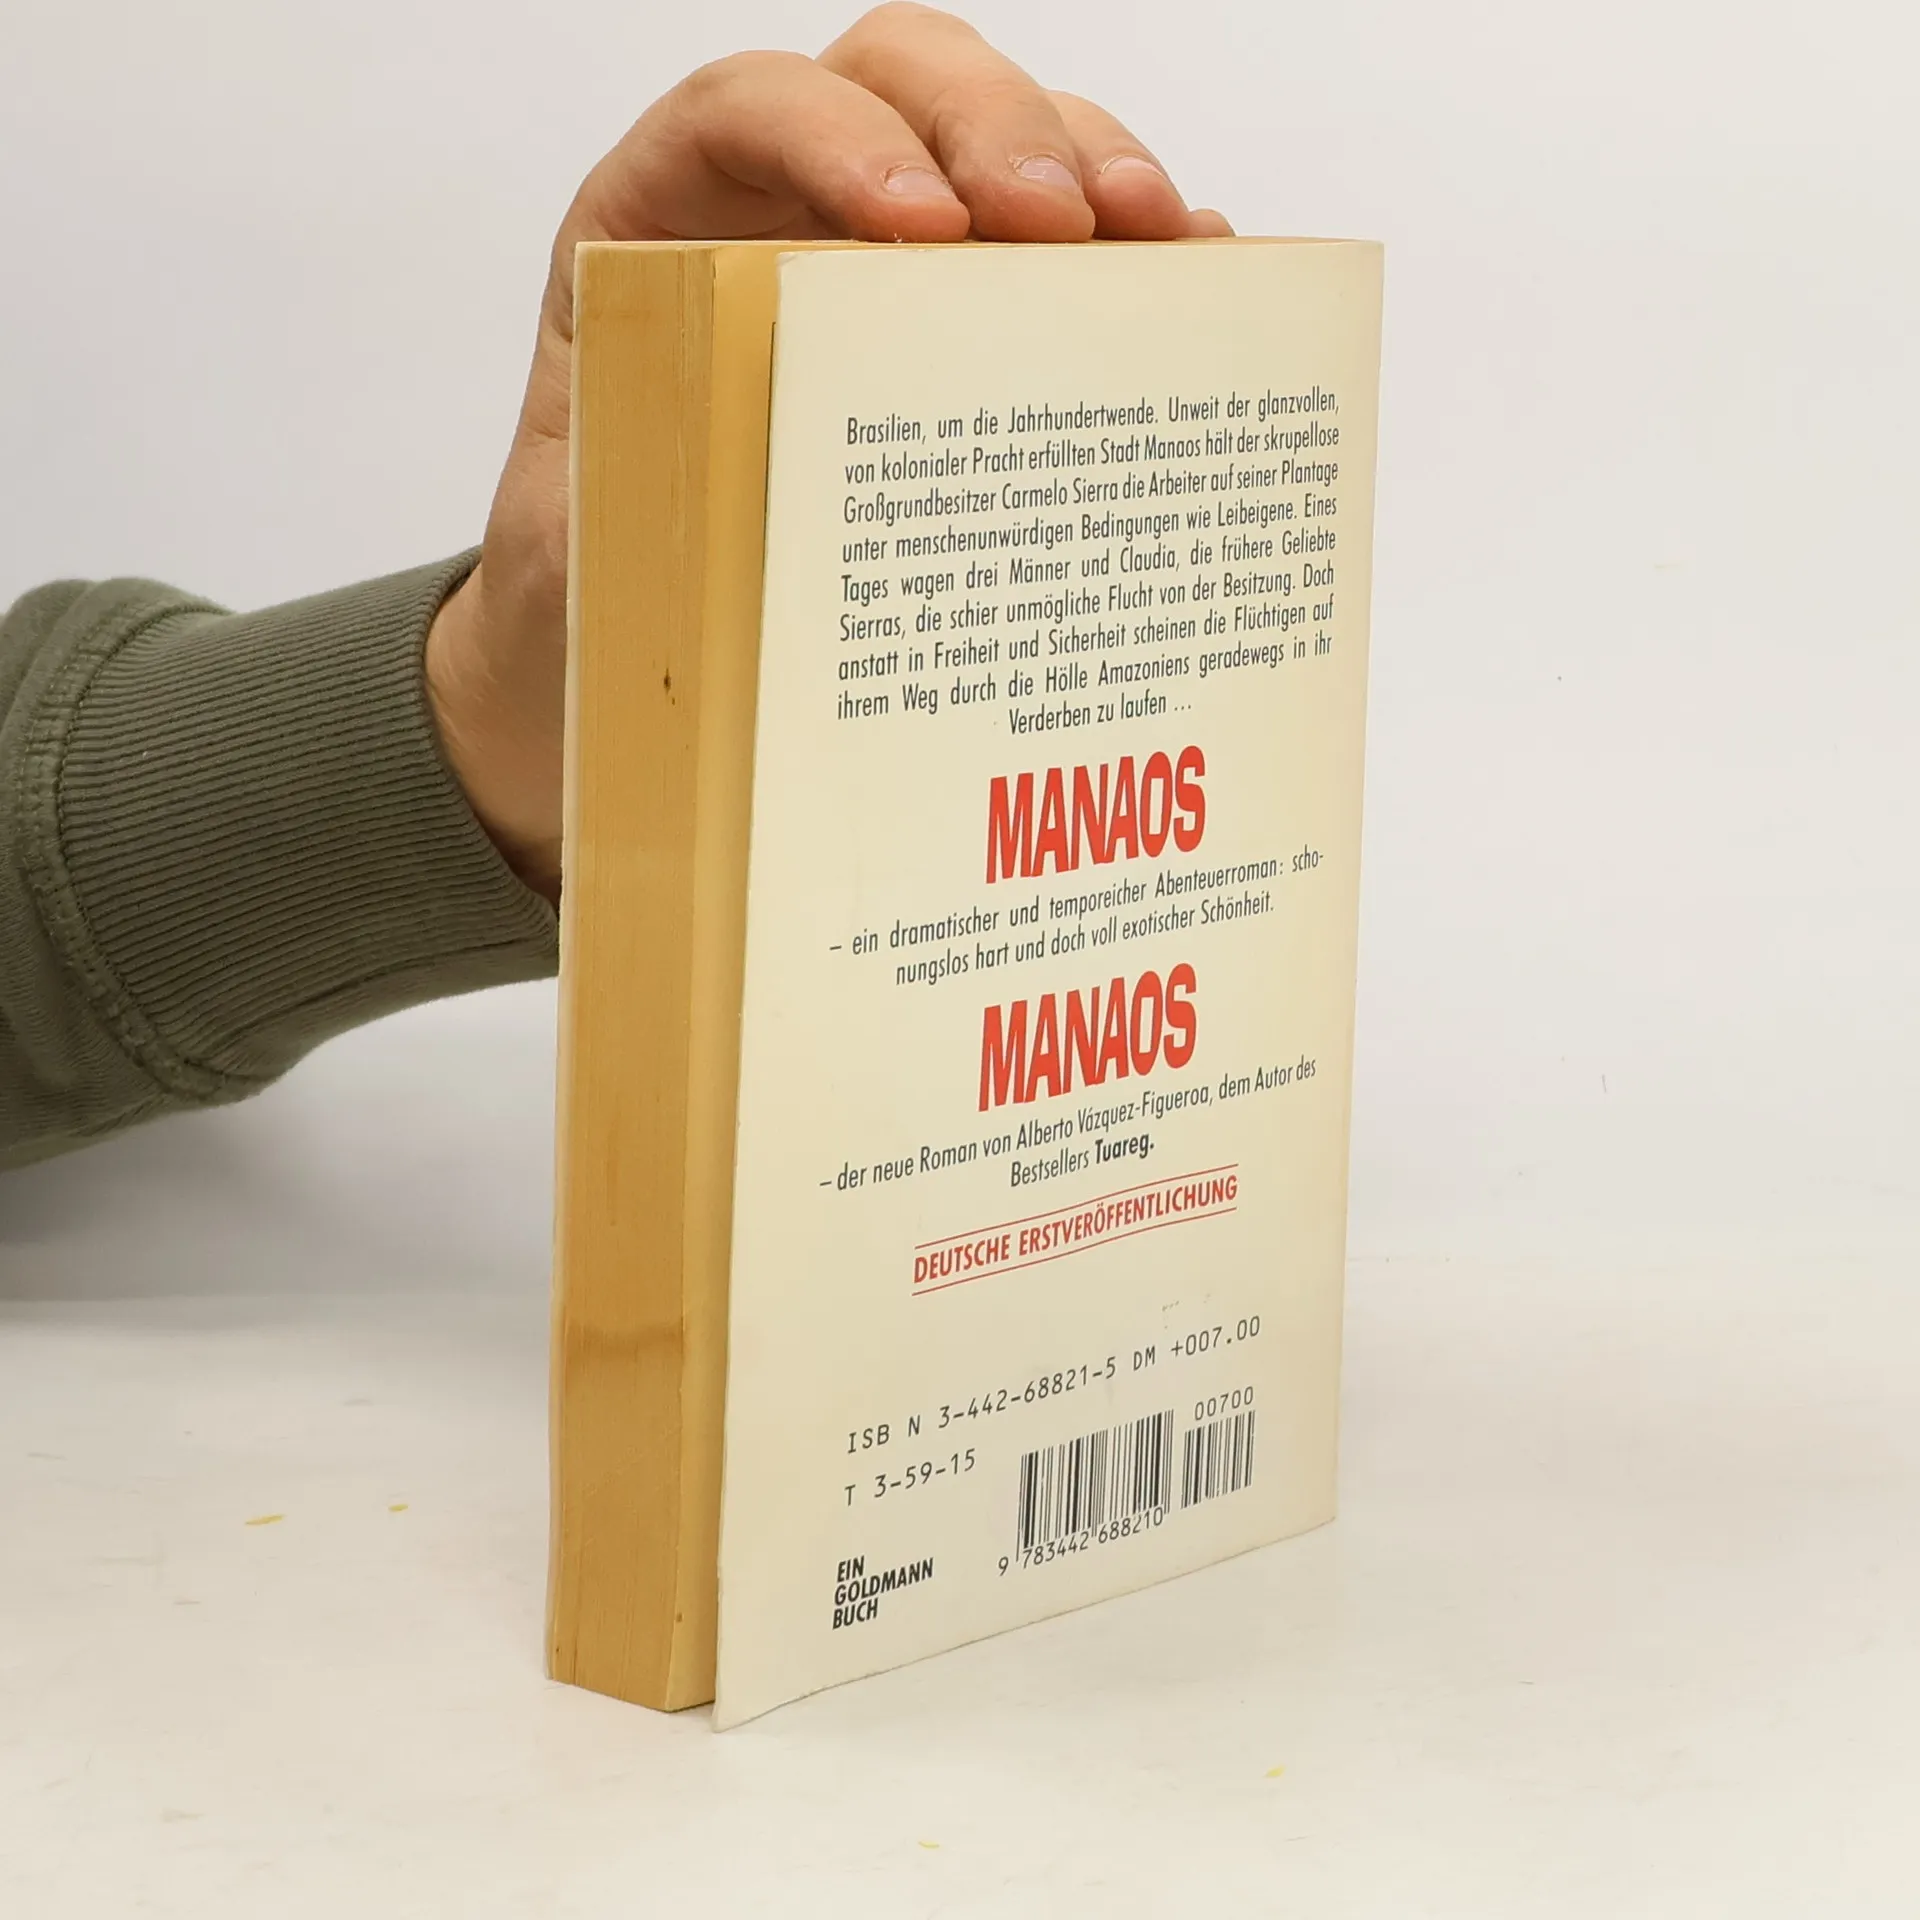 Brasilien, um die Jahrhundertwende. Unweit der glanzvollen,
von kolonialer Pracht erfüllten Stadt Manaos hält der skrupellose
Großgrundbesitzer Carmelo Sierra die Arbeiter auf seiner Plantage
unter menschenunwürdigen Bedingungen wie Leibeigene. Eines
Tages wagen drei Männer und Claudia, die frühere Geliebte
Sierras, die schier unmögliche Flucht von der Besitzung. Doch
anstatt in Freiheit und Sicherheit scheinen die Flüchtigen auf
ihrem Weg durch die Hölle Amazoniens geradewegs in ihr
Verderben zu laufen ...
MANAOS
– ein dramatischer und temporeicher Abenteuerroman: scho-
nungslos hart und doch voll exotischer Schönheit.
MANAOS
– der neue Roman von Alberto Vázquez-Figueroa, dem Autor des
Bestsellers Tuareg.
DEUTSCHE ERSTVERÖFFENTLICHUNG
ISB N 3-442-68821-5 DM +007.00
T 3-59-15
00700
9 783442 688210
EIN
GOLDMANN
BUCH